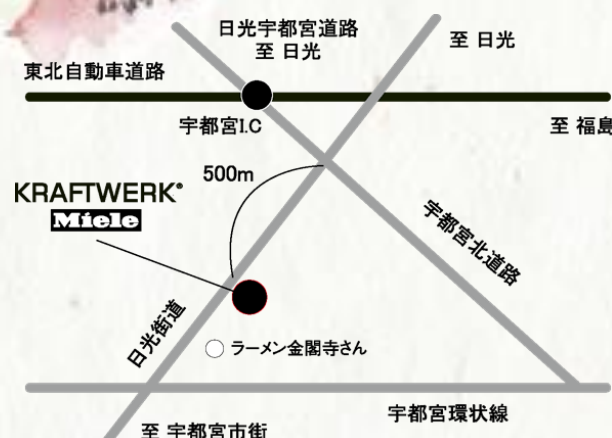 日光宇都宮道路
至 日光
至 日光
東北自動車道路
宇都宮I.C
至 福島
500m
KRAFTWERK®
Miele
宇都宮北道路
日光街道
ラーメン金閣寺さん
宇都宮環状線
至 宇都宮市街